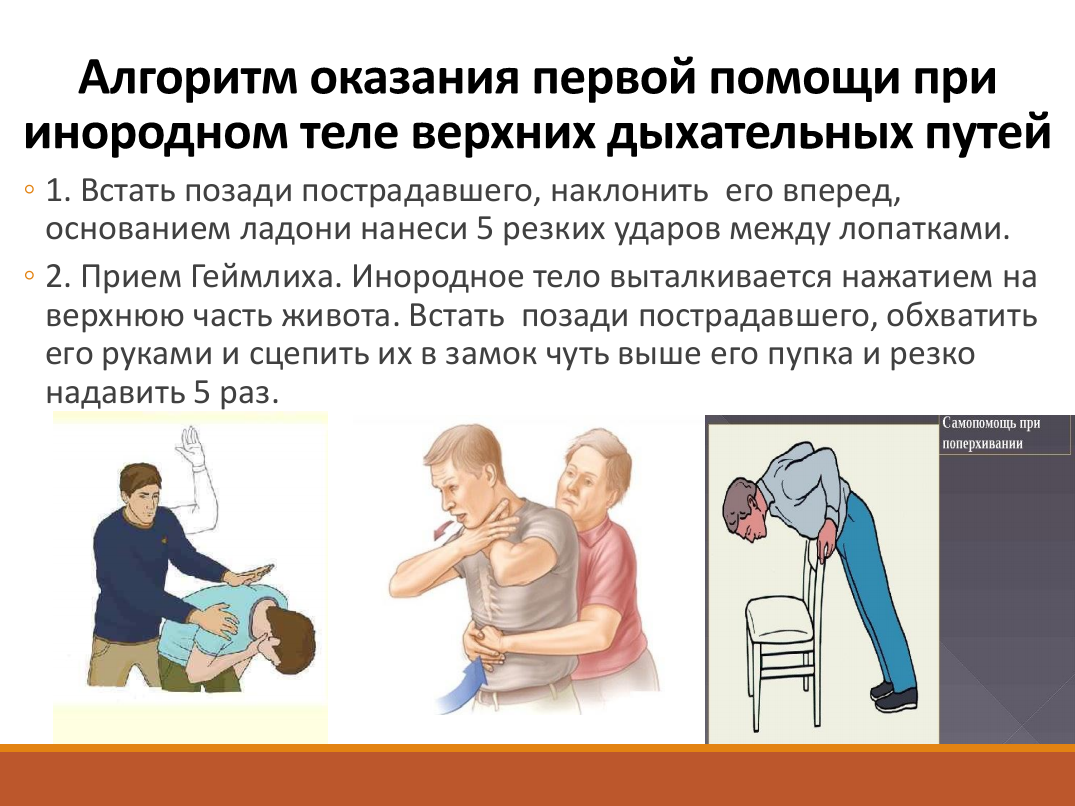 Алгоритм оказания первой помощи при
инородном теле верхних дыхательных путей
◦ 1. Встать позади пострадавшего, наклонить  его вперед,
основанием ладони нанеси 5 резких ударов между лопатками.
◦ 2. Прием Геймлиха. Инородное тело выталкивается нажатием на
верхнюю часть живота. Встать  позади пострадавшего, обхватить
его руками и сцепить их в замок чуть выше его пупка и резко
надавить 5 раз.
Самопомощь при
поперхивании